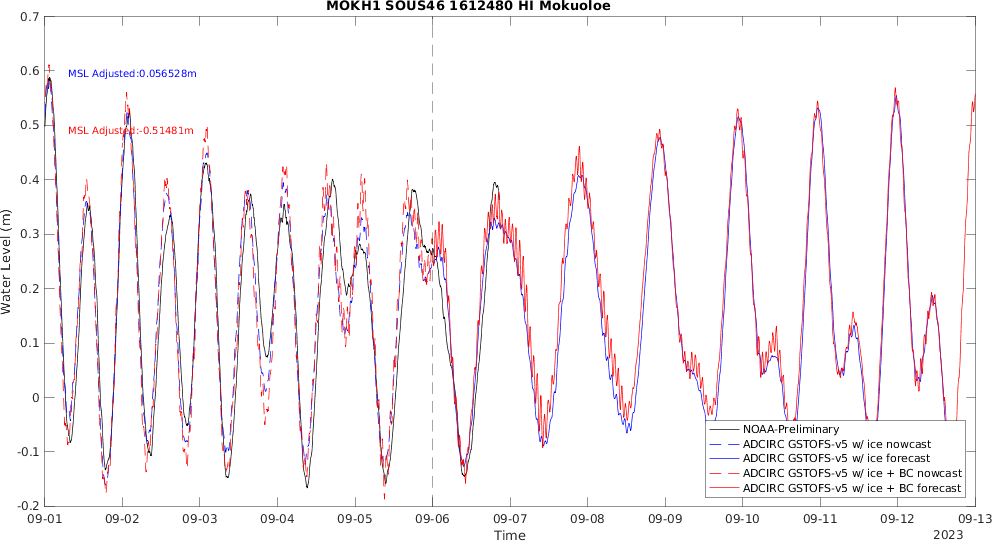 MOKH1 SOUS46 1612480 HI Mokuoloe
0.7
0.6
0.5
0.4
0.3
0.2
0.1
0
-0.1
-0.2
Water Level (m)
MSL Adjusted:0.056528m
MSL Adjusted:-0.51481m
NOAA-Preliminary
ADCIRC GSTOFS-v5 w/ ice nowcast
ADCIRC GSTOFS-v5 w/ ice forecast
ADCIRC GSTOFS-v5 w/ ice + BC nowcast
ADCIRC GSTOFS-v5 w/ ice + BC forecast
09-01 09-02 09-03 09-04 09-05 09-06 09-07 09-08 09-09 09-10 09-11 09-12 09-13
Time
2023